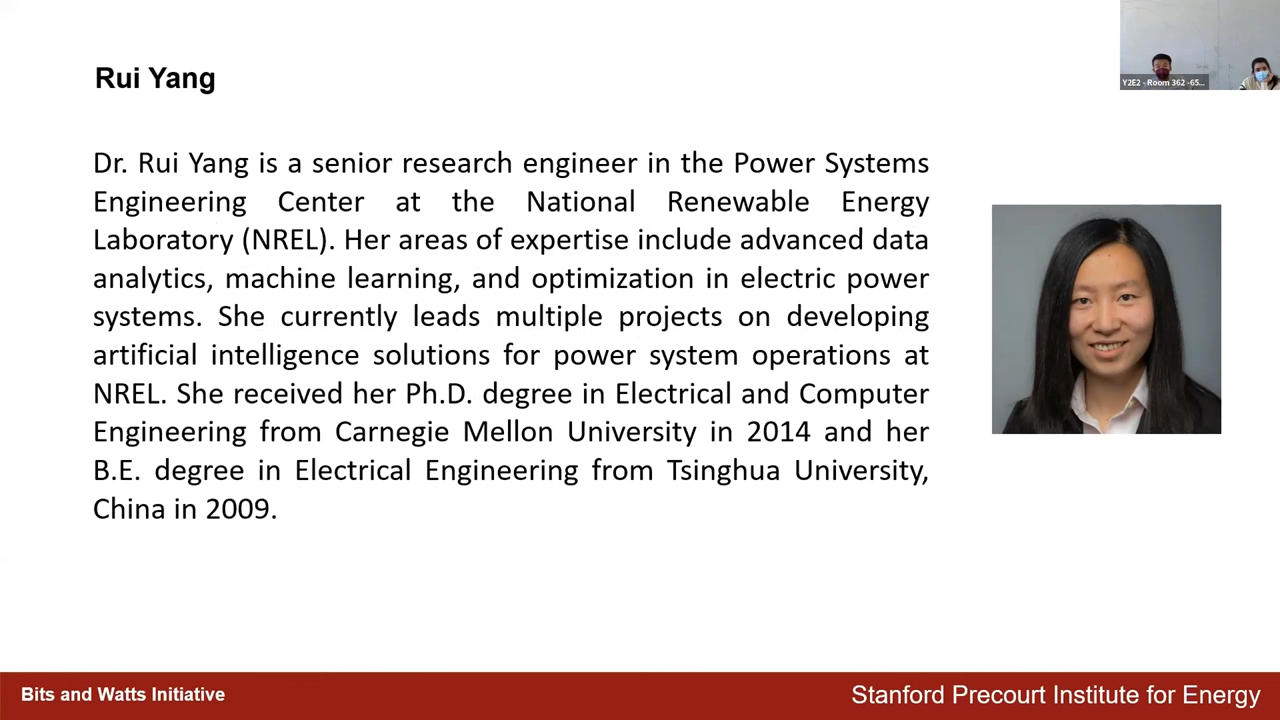 Y2E2 - Room 362 -65...
Rui Yang
Dr. Rui Yang is a senior research engineer in the Power Systems
Engineering Center at the National Renewable Energy
Laboratory (NREL). Her areas of expertise include advanced data
analytics, machine learning, and optimization in electric power
systems. She currently leads multiple projects on developing
artificial intelligence solutions for power system operations at
NREL. She received her Ph.D. degree in Electrical and Computer
Engineering from Carnegie Mellon University in 2014 and her
B.E. degree in Electrical Engineering from Tsinghua University,
China in 2009.
Bits and Watts Initiative
Stanford Precourt Institute for Energy